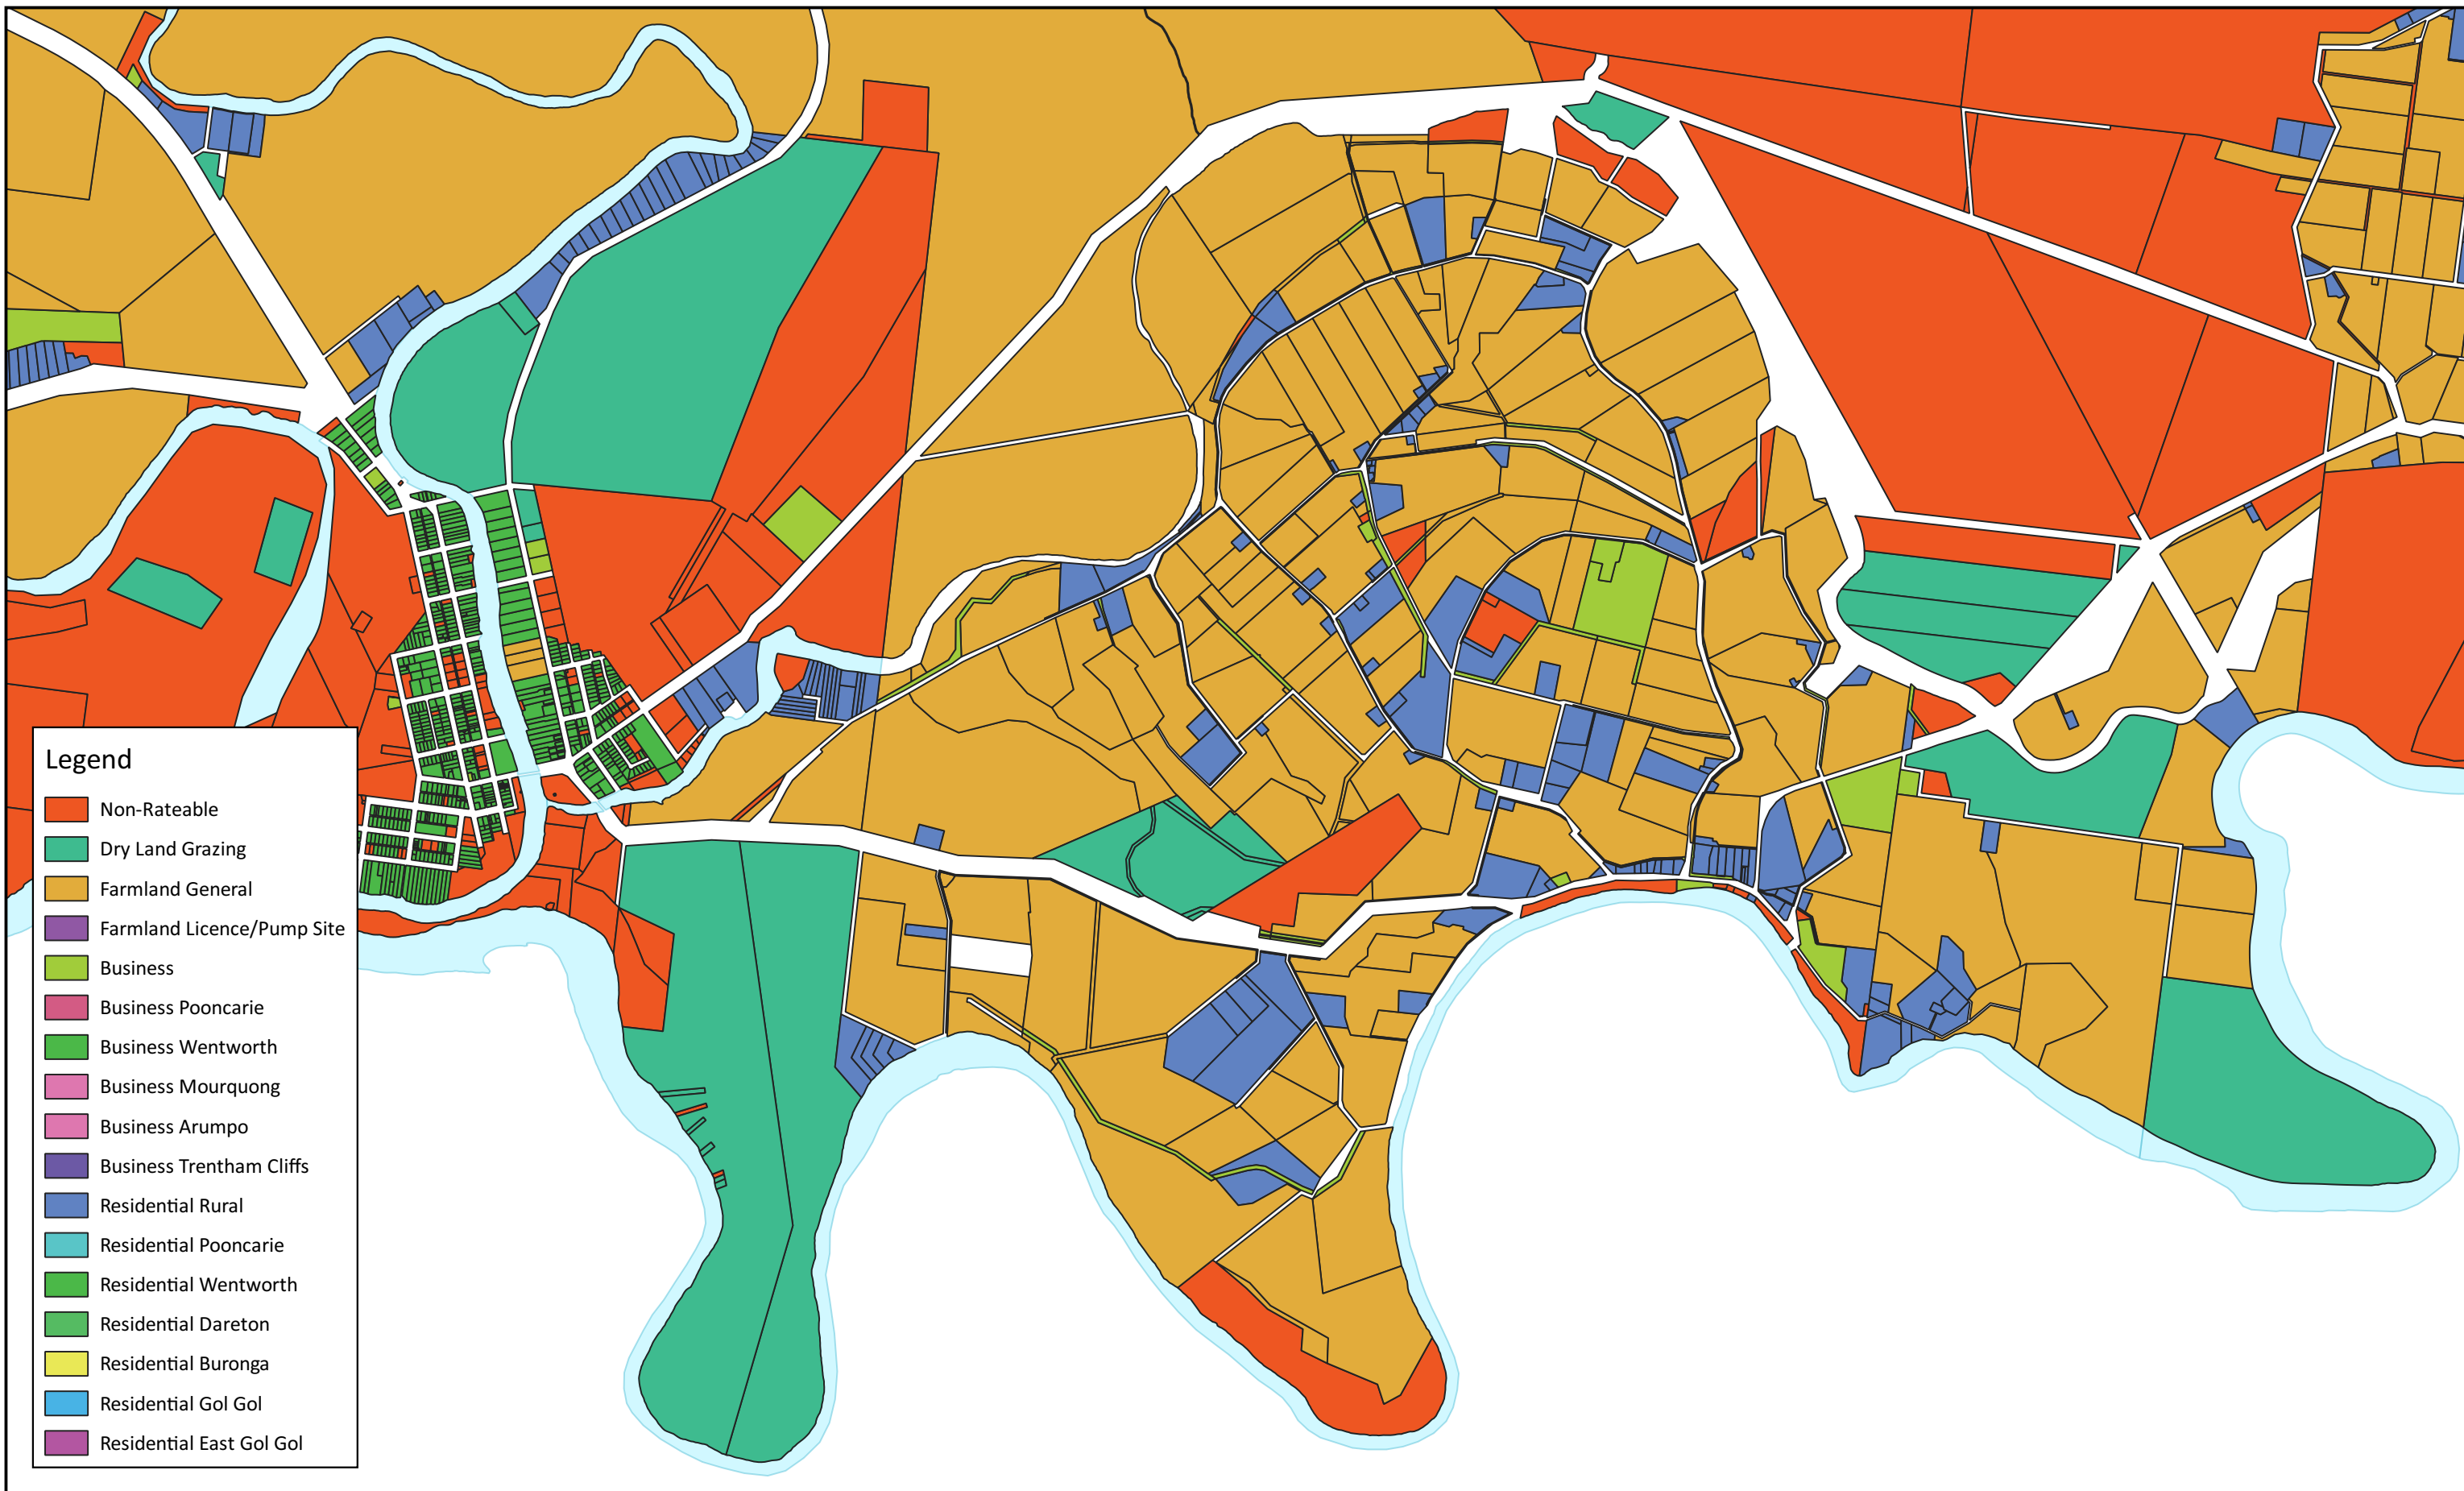 Legend
Non-Rateable
Dry Land Grazing
Farmland General
Farmland Licence/Pump Site
Business
Business Pooncarie
Business Wentworth
Business Mourquong
Business Arumpo
Business Trentham Cliffs
Residential Rural
Residential Pooncarie
Residential Wentworth
Residential Dareton
Residential Buronga
Residential Gol Gol
Residential East Gol Gol